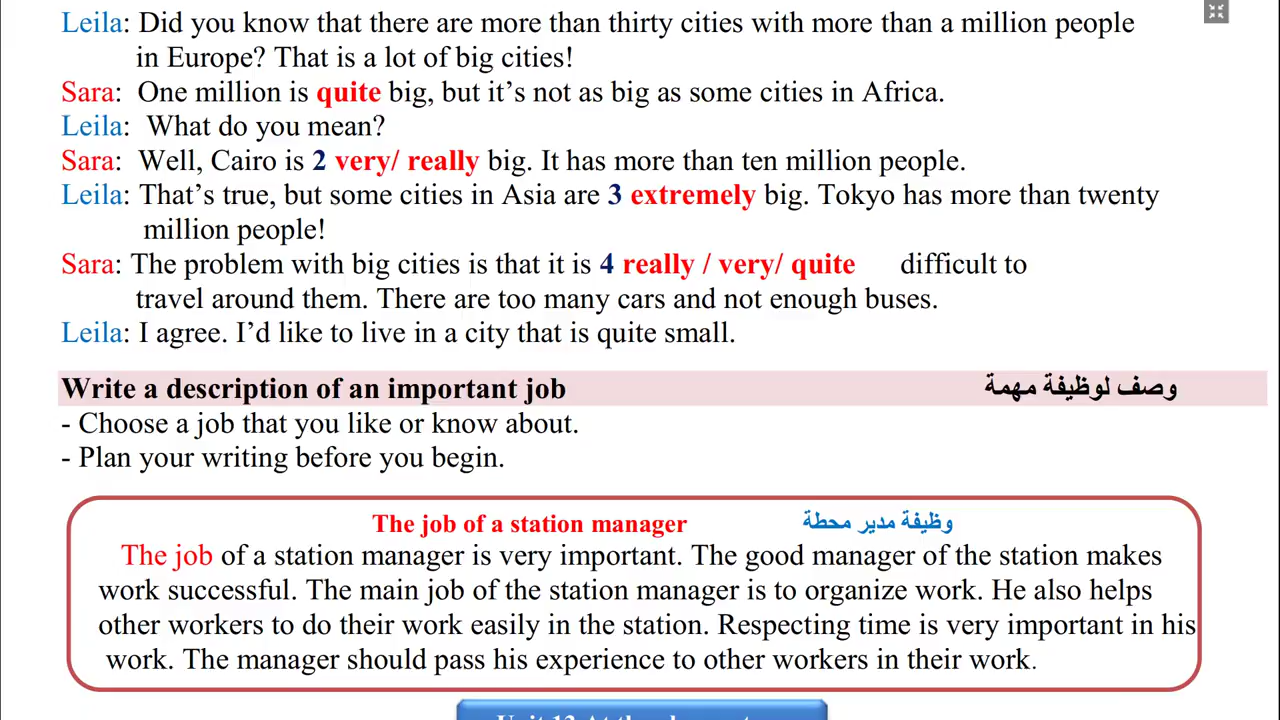 Leila: Did you know that there are more than thirty cities with more than a million people
in Europe? That is a lot of big cities!
Sara: One million is quite big, but it’s not as big as some cities in Africa.
Leila: What do you mean?
Sara: Well, Cairo is 2 very/ really big. It has more than ten million people.
Leila: That’s true, but some cities in Asia are 3 extremely big. Tokyo has more than twenty
million people!
Sara: The problem with big cities is that it is 4 really / very/ quite difficult to
travel around them. There are too many cars and not enough buses.
Leila: I agree. I’d like to live in a city that is quite small.
Write a description of an important job وصف لوظيفة مهمة
- Choose a job that you like or know about.
- Plan your writing before you begin.
The job of a station manager وظيفة مدير محطة
The job of a station manager is very important. The good manager of the station makes
work successful. The main job of the station manager is to organize work. He also helps
other workers to do their work easily in the station. Respecting time is very important in his
work. The manager should pass his experience to other workers in their work.